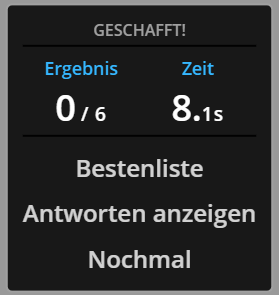 GESCHAFFT!
Ergebnis Zeit
0 / 6 8.1s
Bestenliste
Antworten anzeigen
Nochmal